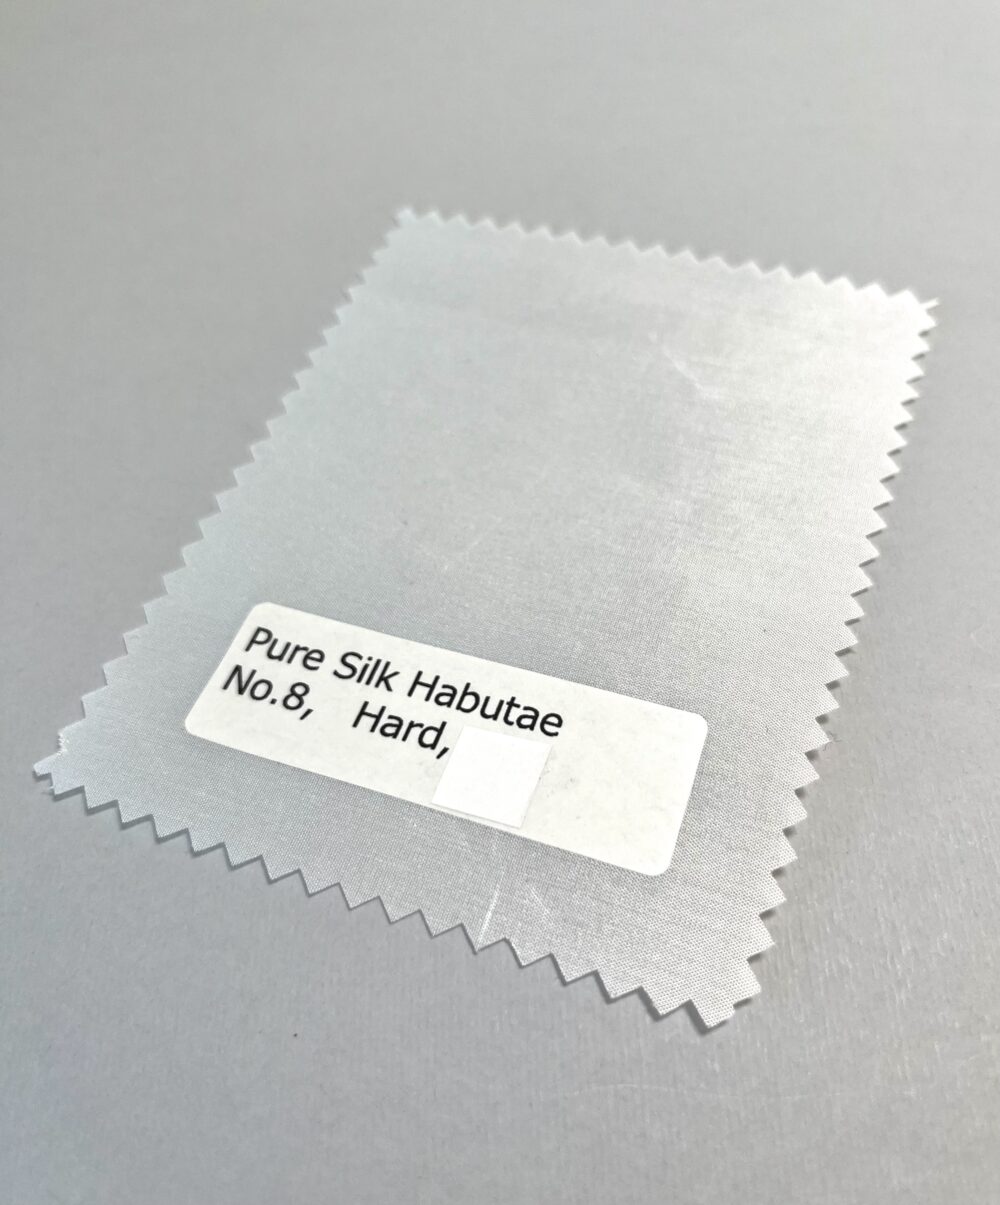 Pure Silk Habutae
No.8, Hard,